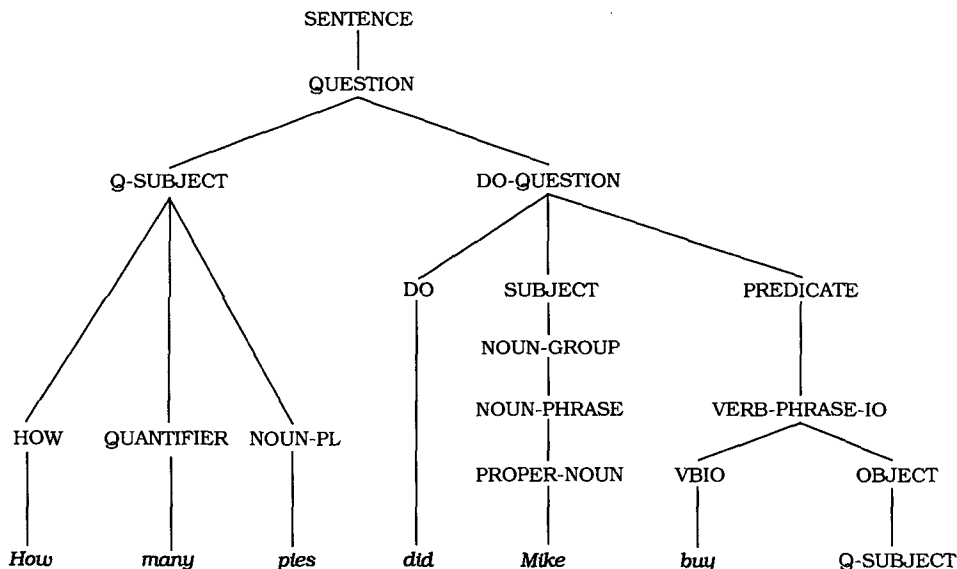 SENTENCE
QUESTION
Q-SUBJECT DO-QUESTION
DO SUBJECT PREDICATE
NOUN-GROUP
NOUN-PHRASE VERB-PHRASE-IO
HOW QUANTIFIER NOUN-PL
PROPER-NOUN VBIO OBJECT
How many pies did Mike buy Q-SUBJECT